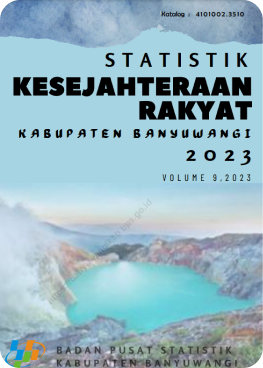 Katalog : 4101002.3510
STATISTIK
KESEJAHTERAAN
RAKYAT
KABUPATEN BANYUWANGI
2023
VOLUME 9,2023
BADAN PUSAT STATISTIK
KABUPATEN BANYUWANGI